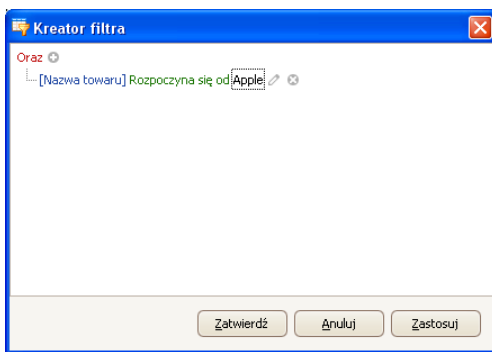 Kreator filtra
Oraz
[Nazwa towaru] Rozpoczyna się od Apple
Zatwierdź Anuluj Zastosuj